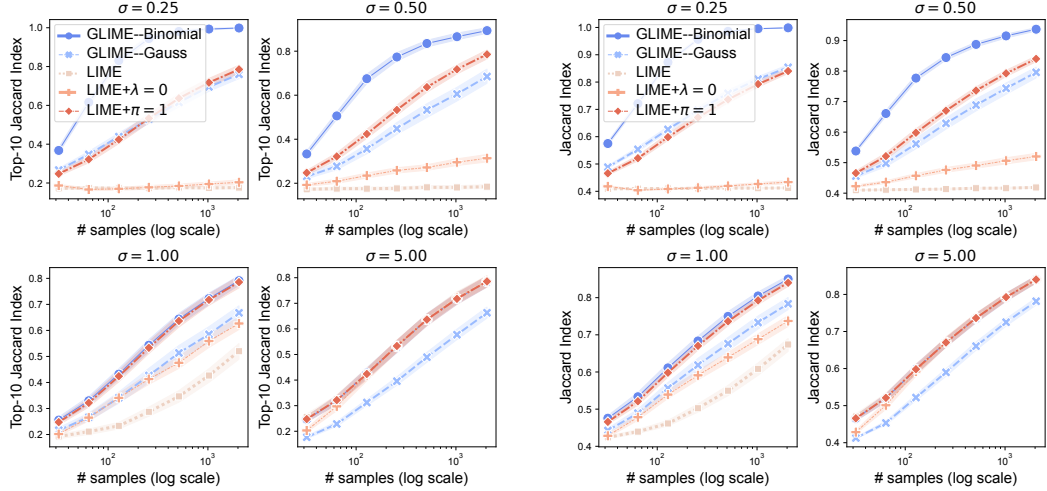 σ = 0.25
Top-10 Jaccard Index
1.0
0.8
0.6
0.4
0.2
GLIME--Binomial
GLIME--Gauss
LIME
LIME+λ = 0
LIME+π = 1
10²
10³
# samples (log scale)
σ = 0.50
Top-10 Jaccard Index
0.8
0.6
0.4
0.2
10²
10³
# samples (log scale)
σ = 0.25
Jaccard Index
1.0
0.9
0.8
0.7
0.6
0.5
0.4
GLIME--Binomial
GLIME--Gauss
LIME
LIME+λ = 0
LIME+π = 1
10²
10³
# samples (log scale)
σ = 0.50
Jaccard Index
0.9
0.8
0.7
0.6
0.5
0.4
10²
10³
# samples (log scale)
σ = 1.00
Top-10 Jaccard Index
0.8
0.7
0.6
0.5
0.4
0.3
0.2
10²
10³
# samples (log scale)
σ = 5.00
Top-10 Jaccard Index
0.8
0.7
0.6
0.5
0.4
0.3
0.2
10²
10³
# samples (log scale)
σ = 1.00
Jaccard Index
0.8
0.7
0.6
0.5
0.4
10²
10³
# samples (log scale)
σ = 5.00
Jaccard Index
0.8
0.7
0.6
0.5
0.4
10²
10³
# samples (log scale)